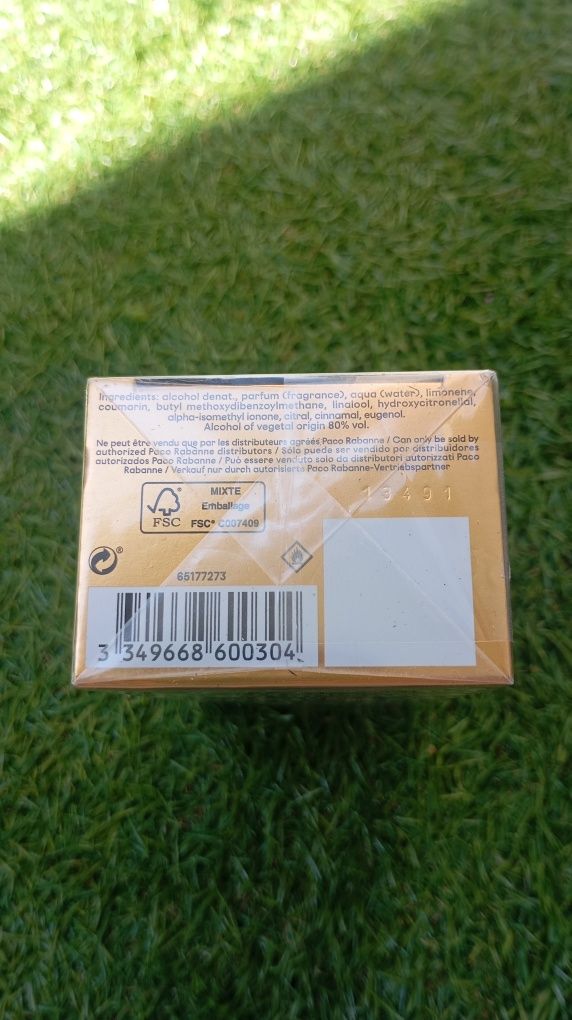 Ingredients: alcohol denat., parfum (fragrance), aqua (water), limonene,
coumarin, butyl methoxydibenzoylmethane, linalool, hydroxycitronellal,
alpha-isomethyl ionone, citral, cinnamal, eugenol.
Alcohol of vegetal origin 80% vol.
Ne peut être vendu que par les distributeurs agréés Paco Rabanne / Can only be sold by
authorized Paco Rabanne distributors / Sólo puede ser vendido por distribuidores
autorizados Paco Rabanne / Può essere venduto solo da distributori autorizzati Paco
Rabanne / Verkauf nur durch autorisierte Paco Rabanne-Vertriebspartner
FSC
MIXTE
Emballage
FSC® C007409
13491
®
65177273
3 349668 600304